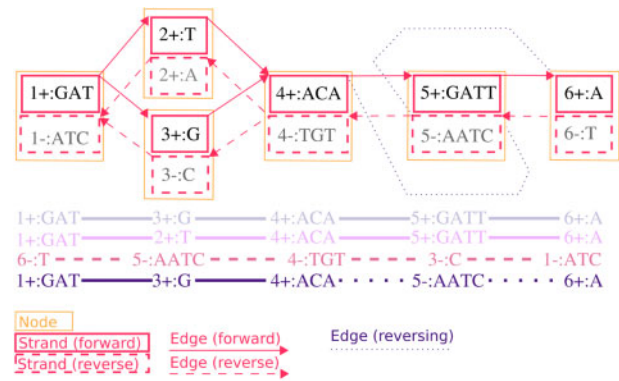 2+:T
2+:A
1+:GAT
4+:ACA
5+:GATT
6+:A
1-:ATC
3+:G
4-:TGT
5-:AATC
6-:T
3-:C
1+:GAT 3+:G 4+:ACA 5+:GATT 6+:A
1+:GAT 2+:T 4+:ACA 5+:GATT 6+:A
6-:T 5-:AATC 4-:TGT 3-:C 1-:ATC
1+:GAT 3+:G 4+:ACA 5-:AATC 6+:A
Node
Strand (forward) Edge (forward) Edge (reversing)
Strand (reverse) Edge (reverse)